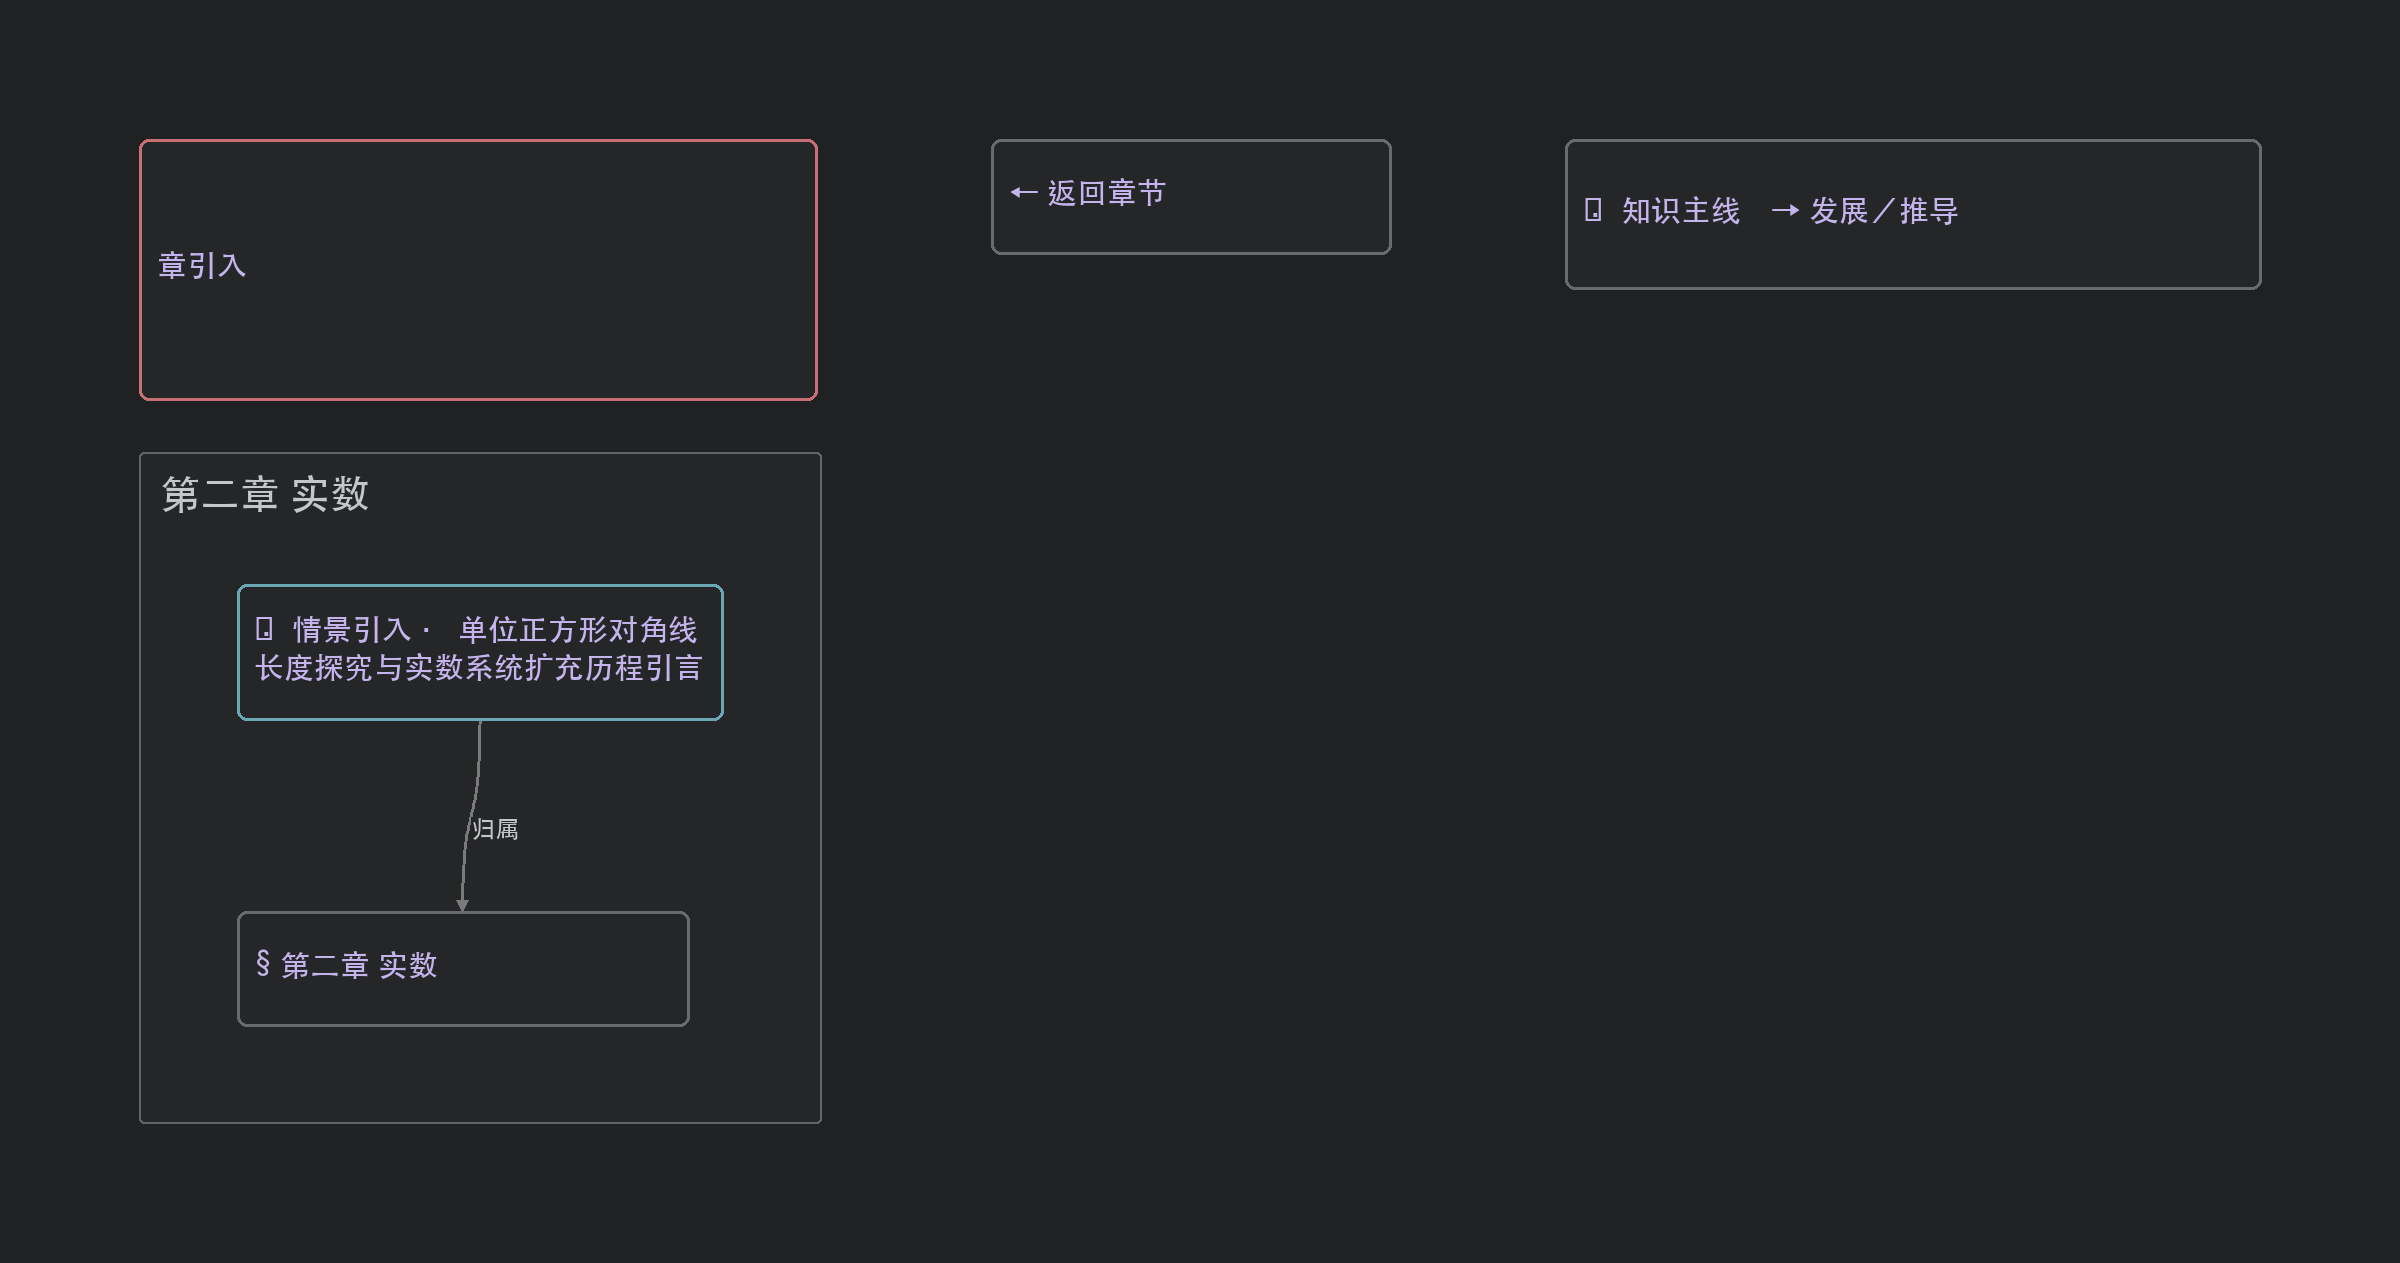 章引入
← 返回章节
知识主线 → 发展／推导
第二章 实数
情景引入 · 单位正方形对角线
长度探究与实数系统扩充历程引言
归属
§ 第二章 实数